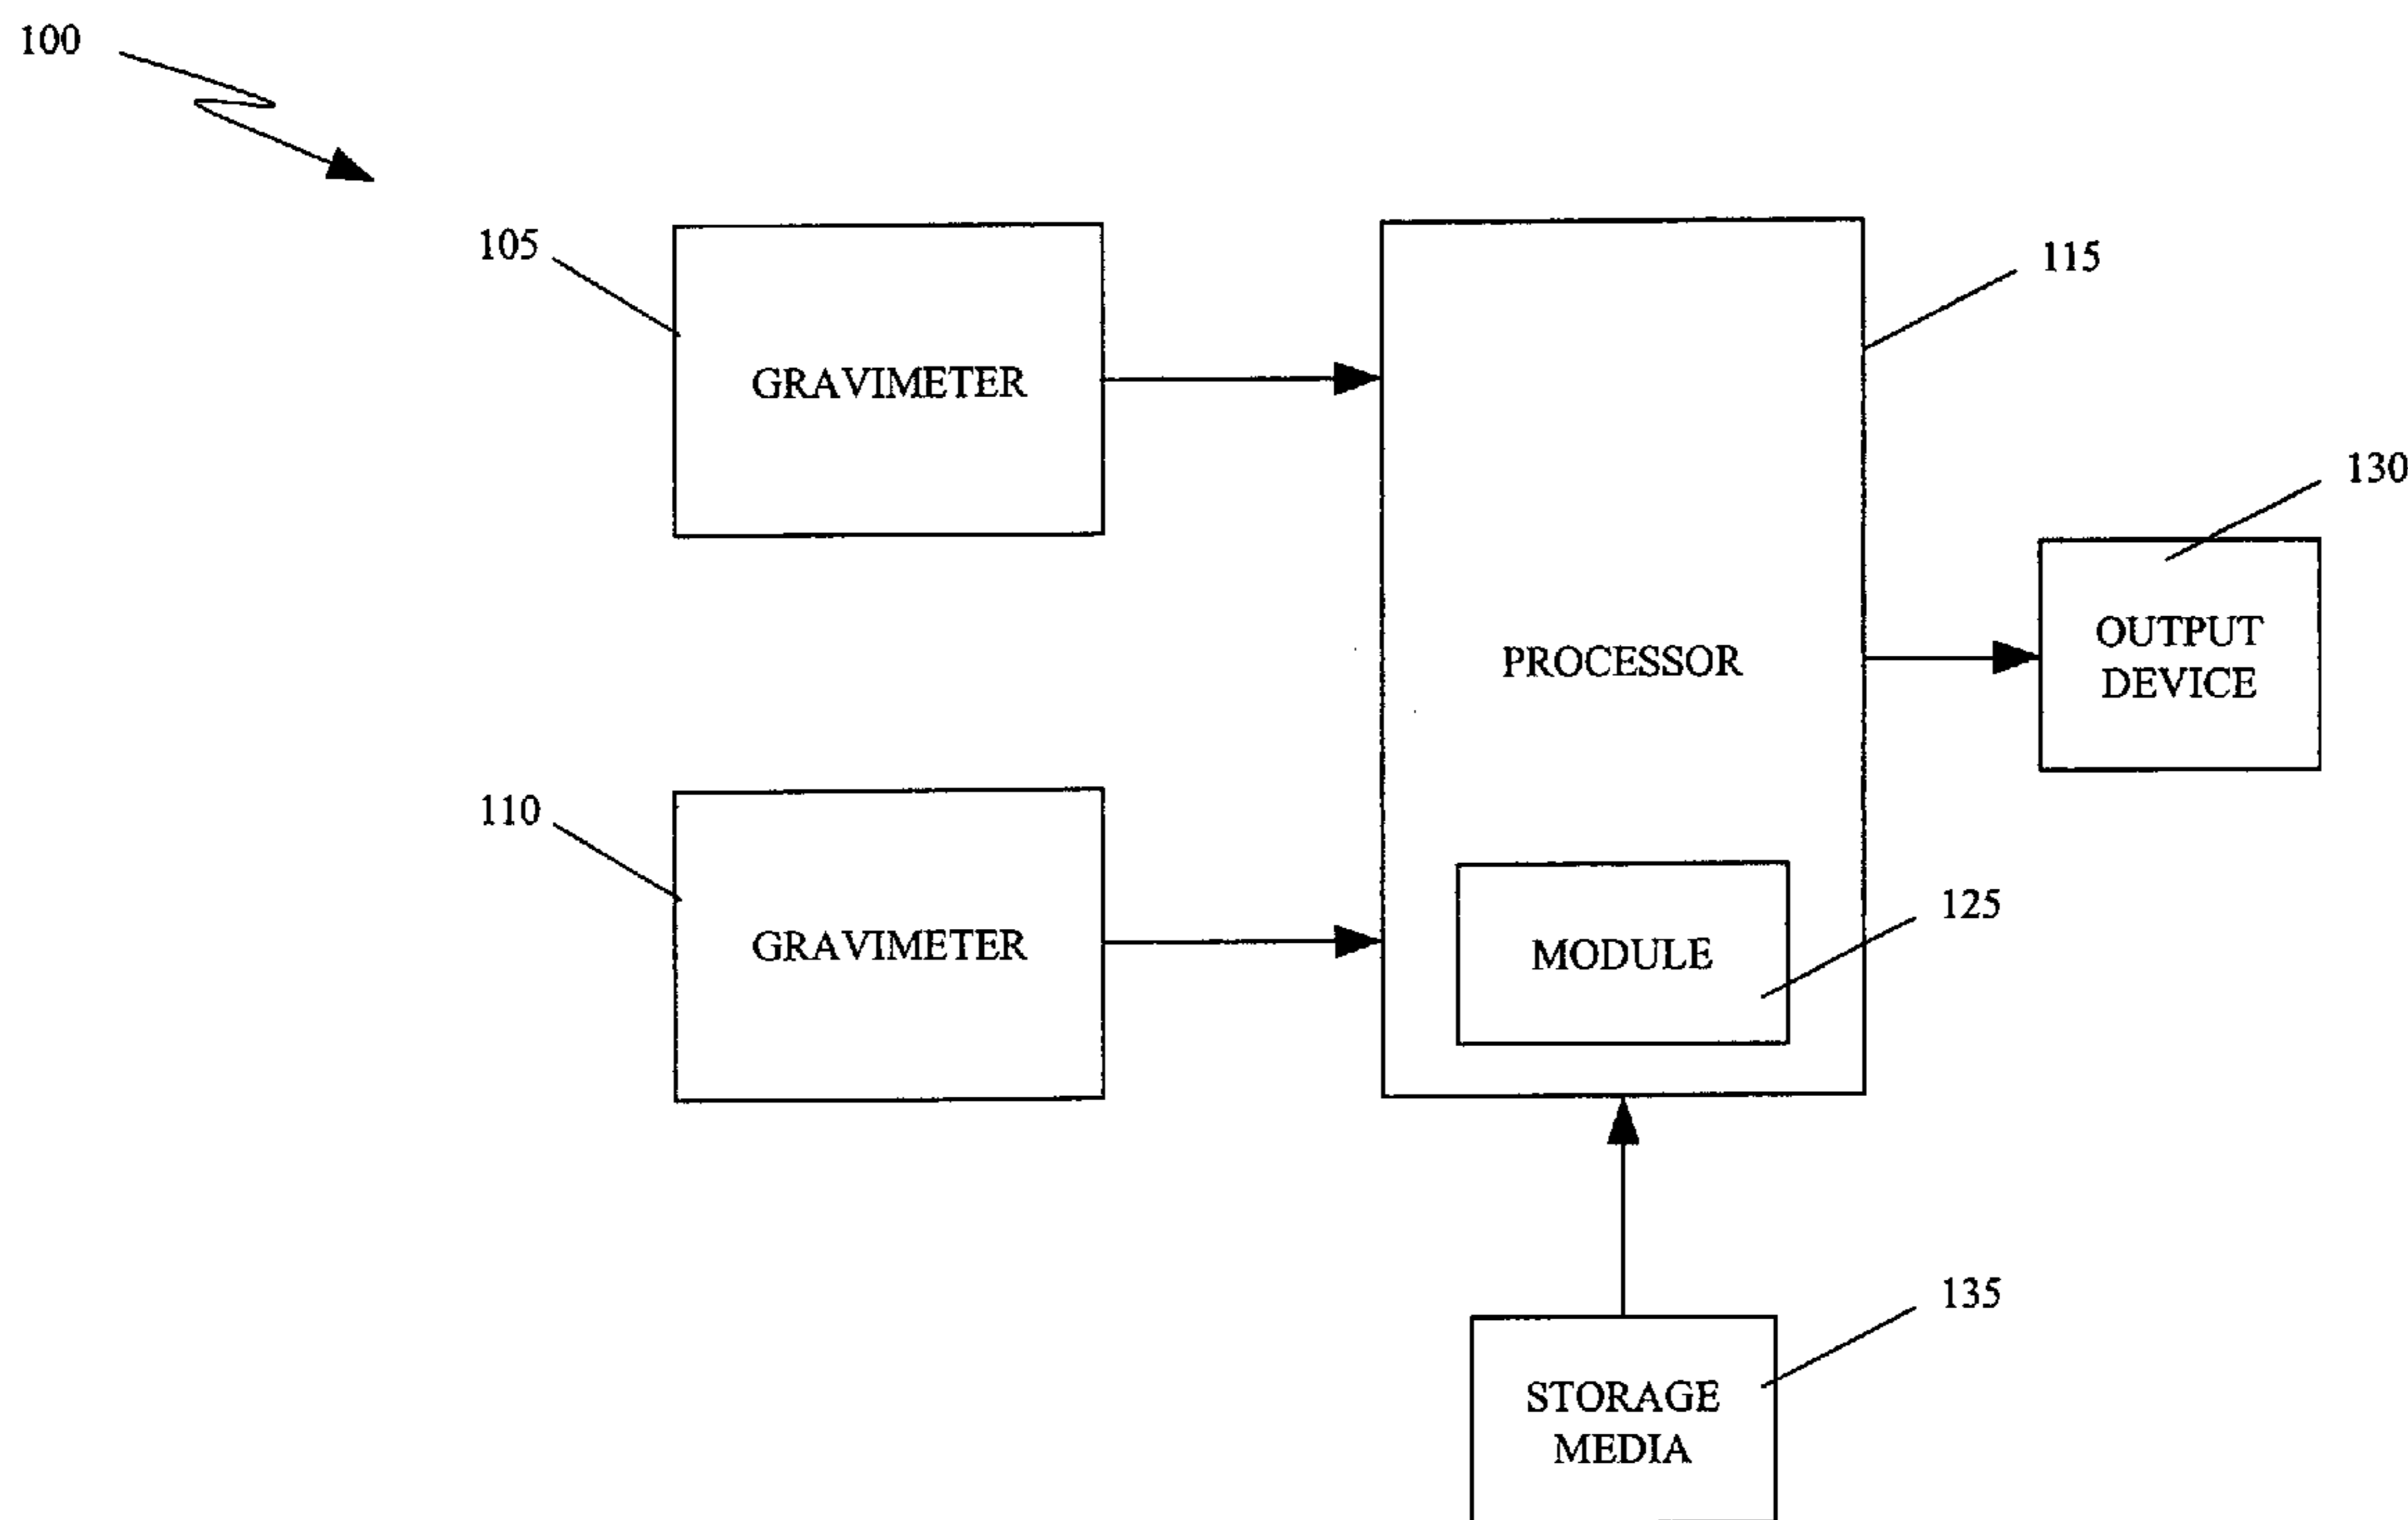 100
105
GRAVIMETER
115
130
PROCESSOR
OUTPUT
DEVICE
110
GRAVIMETER
125
MODULE
135
STORAGE
MEDIA